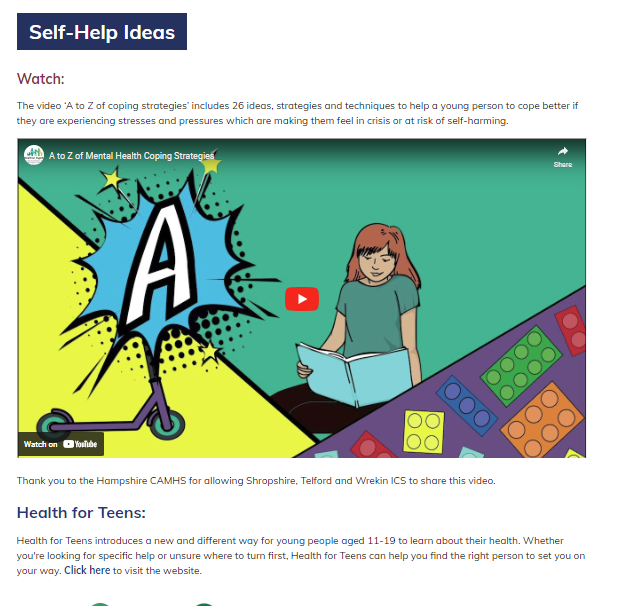 Self-Help Ideas
Watch:
The video 'A to Z of coping strategies' includes 26 ideas, strategies and techniques to help a young person to cope better if
they are experiencing stresses and pressures which are making them feel in crisis or at risk of self-harming.
A to Z of Mental Health Coping Strategies
Share
A
Watch on YouTube
Thank you to the Hampshire CAMHS for allowing Shropshire, Telford and Wrekin ICS to share this video.
Health for Teens:
Health for Teens introduces a new and different way for young people aged 11-19 to learn about their health. Whether
you're looking for specific help or unsure where to turn first, Health for Teens can help you find the right person to set you on
your way. Click here to visit the website.